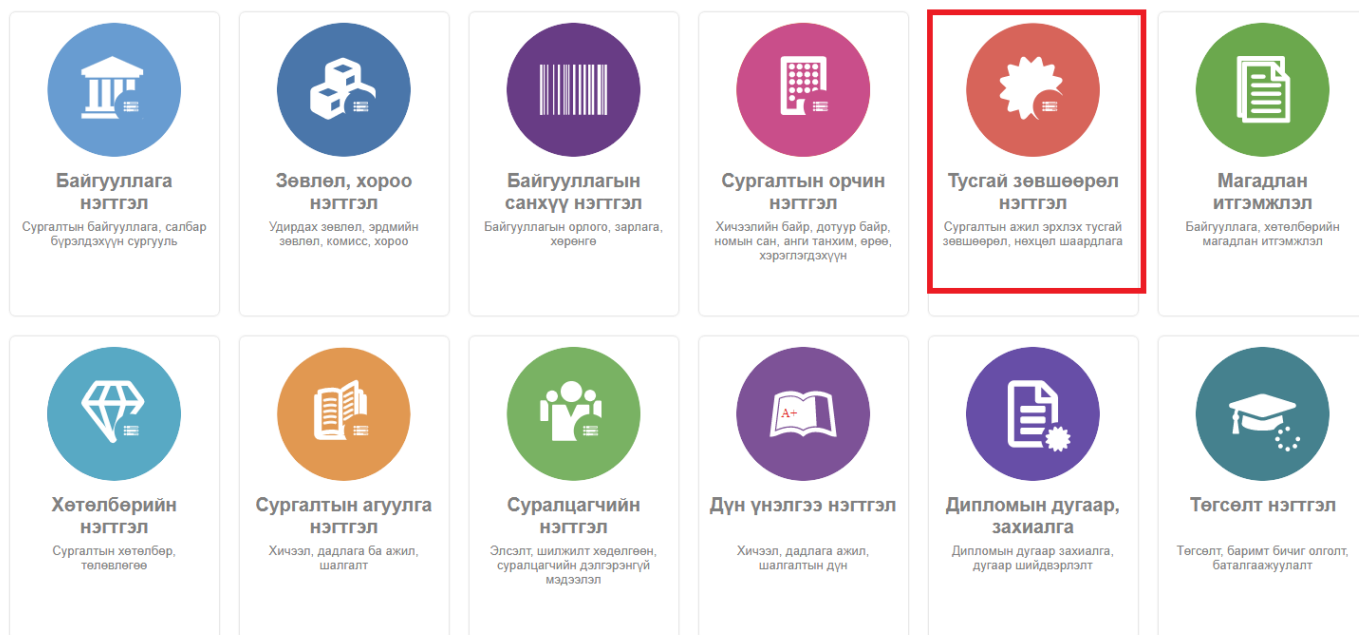 Байгууллага
нэгтгэл
Сургалтын байгууллага, салбар
бүрэлдэхүүн сургууль
Зөвлөл, хороо
нэгтгэл
Удирдах зөвлөл, эрдмийн
зөвлөл, комисс, хороо
Байгууллагын
санхүү нэгтгэл
Байгууллагын орлого, зарлага,
хөрөнгө
Сургалтын орчин
нэгтгэл
Хичээлийн байр, дотуур байр,
номын сан, анги танхим, өрөө,
хэрэглэгдэхүүн
Тусгай зөвшөөрөл
нэгтгэл
Сургалтын ажил эрхлэх тусгай
зөвшөөрөл, нөхцөл шаардлага
Магадлан
итгэмжлэл
Байгууллага, хөтөлбөрийн
магадлан итгэмжлэл
Хөтөлбөрийн
нэгтгэл
Сургалтын хөтөлбөр,
төлөвлөгөө
Сургалтын агуулга
нэгтгэл
Хичээл, дадлага ба ажил,
шалгалт
Суралцагчийн
нэгтгэл
Элсэлт, шилжилт хөдөлгөөн,
суралцагчийн дэлгэрэнгүй
мэдээлэл
A+
Дүн үнэлгээ нэгтгэл
Хичээл, дадлага ажил,
шалгалтын дүн
Дипломын дугаар,
захиалга
Дипломын дугаар захиалга,
дугаар шийдвэрлэлт
Төгсөлт нэгтгэл
Төгсөлт, баримт бичиг олголт,
баталгаажуулалт